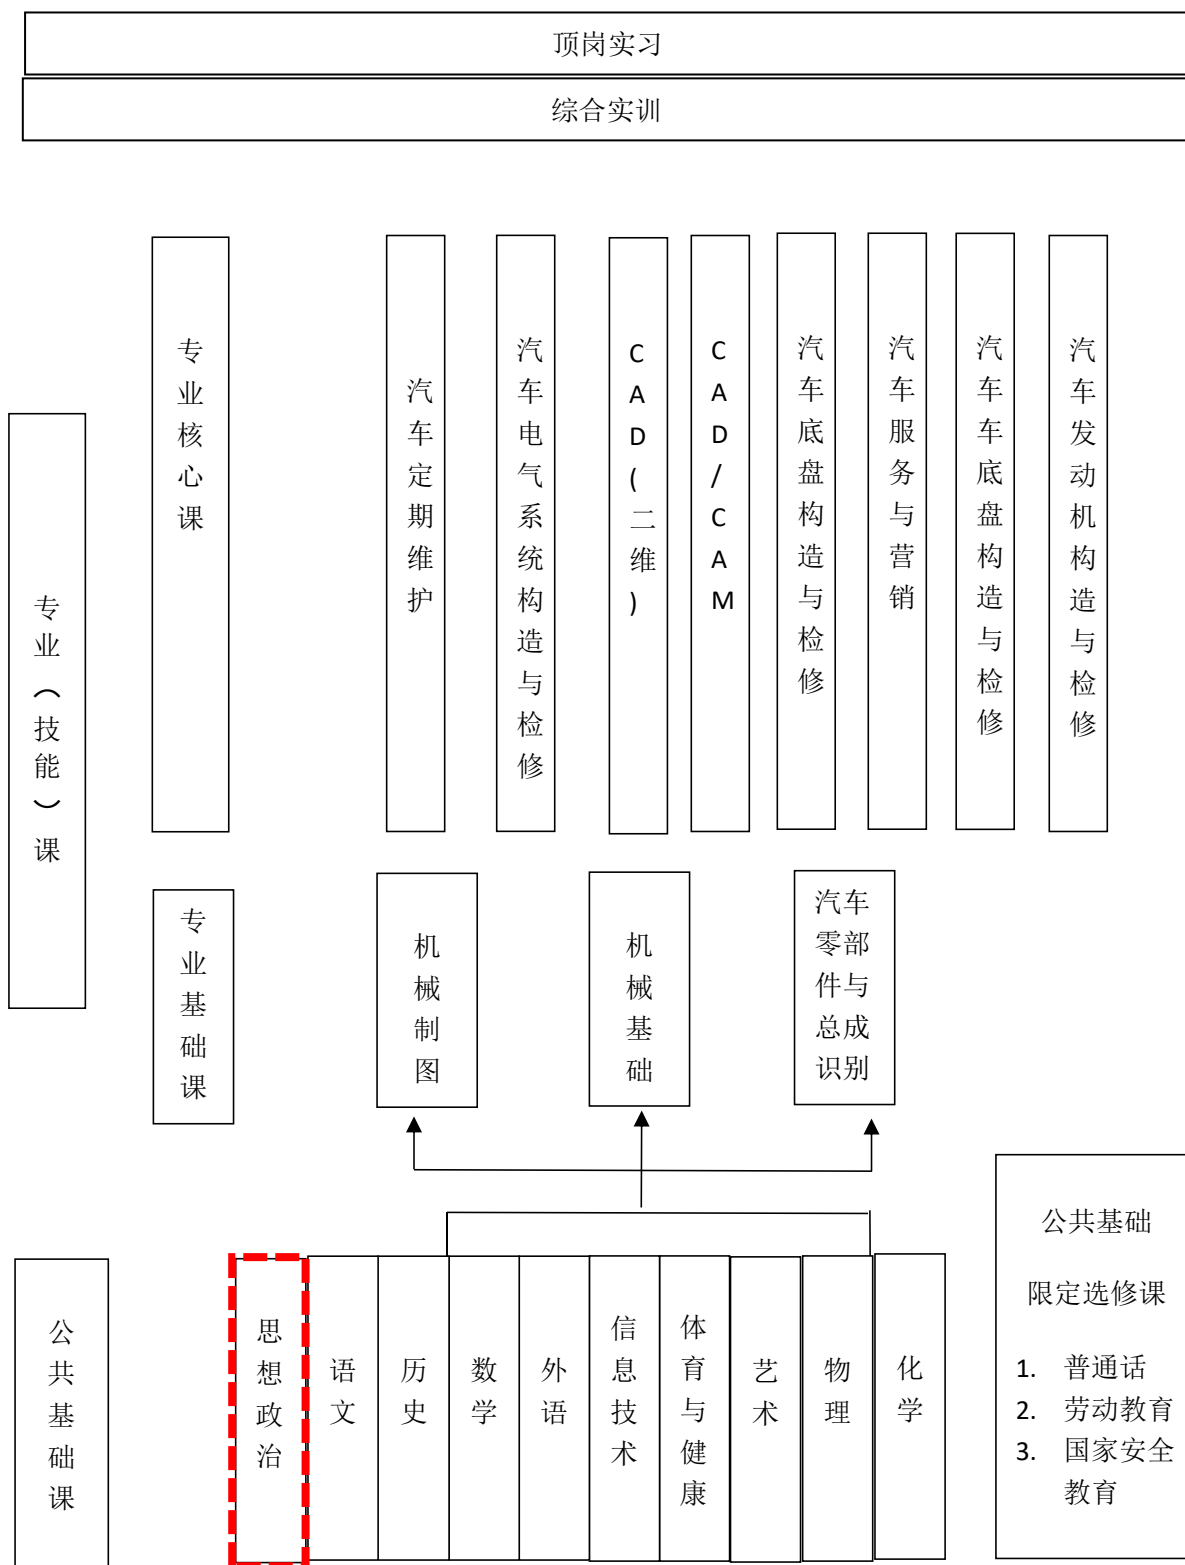 顶岗实习
综合实训
专业（技能）课
专业核心课
汽车定期维护
汽车电气系统构造与检修
CAD(二维)
CAD/CAM
汽车底盘构造与检修
汽车服务与营销
汽车车底盘构造与检修
汽车发动机构造与检修
专业基础课
机械制图
机械基础
汽车
零部
件与
总成
识别
公共基础课
思想政治
语文
历史
数学
外语
信息技术
体育与健康
艺术
物理
化学
公共基础
限定选修课
1. 普通话
2. 劳动教育
3. 国家安全
教育